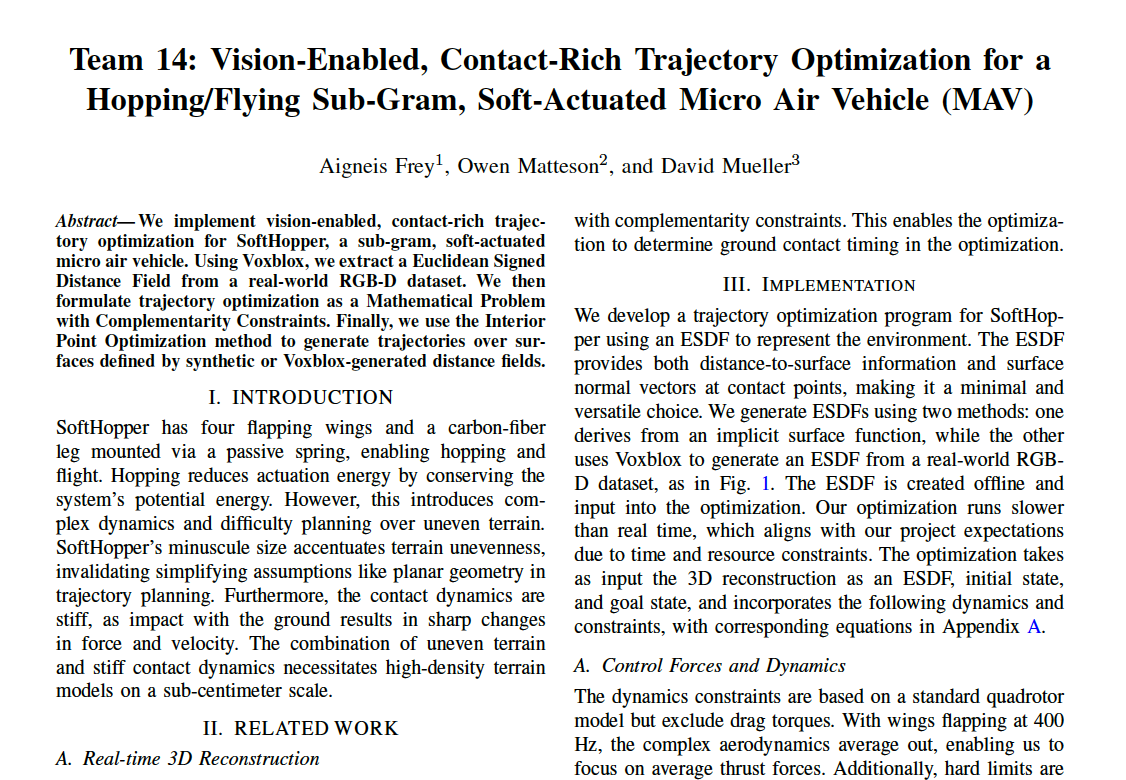 Team 14: Vision-Enabled, Contact-Rich Trajectory Optimization for a
Hopping/Flying Sub-Gram, Soft-Actuated Micro Air Vehicle (MAV)
Aigneis Frey1, Owen Matteson2, and David Mueller3
Abstract—We implement vision-enabled, contact-rich trajec-
tory optimization for SoftHopper, a sub-gram, soft-actuated
micro air vehicle. Using Voxblox, we extract a Euclidean Signed
Distance Field from a real-world RGB-D dataset. We then
formulate trajectory optimization as a Mathematical Problem
with Complementarity Constraints. Finally, we use the Interior
Point Optimization method to generate trajectories over sur-
faces defined by synthetic or Voxblox-generated distance fields.
I. INTRODUCTION
SoftHopper has four flapping wings and a carbon-fiber
leg mounted via a passive spring, enabling hopping and
flight. Hopping reduces actuation energy by conserving the
system's potential energy. However, this introduces com-
plex dynamics and difficulty planning over uneven terrain.
SoftHopper's minuscule size accentuates terrain unevenness,
invalidating simplifying assumptions like planar geometry in
trajectory planning. Furthermore, the contact dynamics are
stiff, as impact with the ground results in sharp changes
in force and velocity. The combination of uneven terrain
and stiff contact dynamics necessitates high-density terrain
models on a sub-centimeter scale.
II. RELATED WORK
A. Real-time 3D Reconstruction
with complementarity constraints. This enables the optimiza-
tion to determine ground contact timing in the optimization.
III. IMPLEMENTATION
We develop a trajectory optimization program for SoftHop-
per using an ESDF to represent the environment. The ESDF
provides both distance-to-surface information and surface
normal vectors at contact points, making it a minimal and
versatile choice. We generate ESDFs using two methods: one
derives from an implicit surface function, while the other
uses Voxblox to generate an ESDF from a real-world RGB-
D dataset, as in Fig. 1. The ESDF is created offline and
input into the optimization. Our optimization runs slower
than real time, which aligns with our project expectations
due to time and resource constraints. The optimization takes
as input the 3D reconstruction as an ESDF, initial state,
and goal state, and incorporates the following dynamics and
constraints, with corresponding equations in Appendix A.
A. Control Forces and Dynamics
The dynamics constraints are based on a standard quadrotor
model but exclude drag torques. With wings flapping at 400
Hz, the complex aerodynamics average out, enabling us to
focus on average thrust forces. Additionally, hard limits are